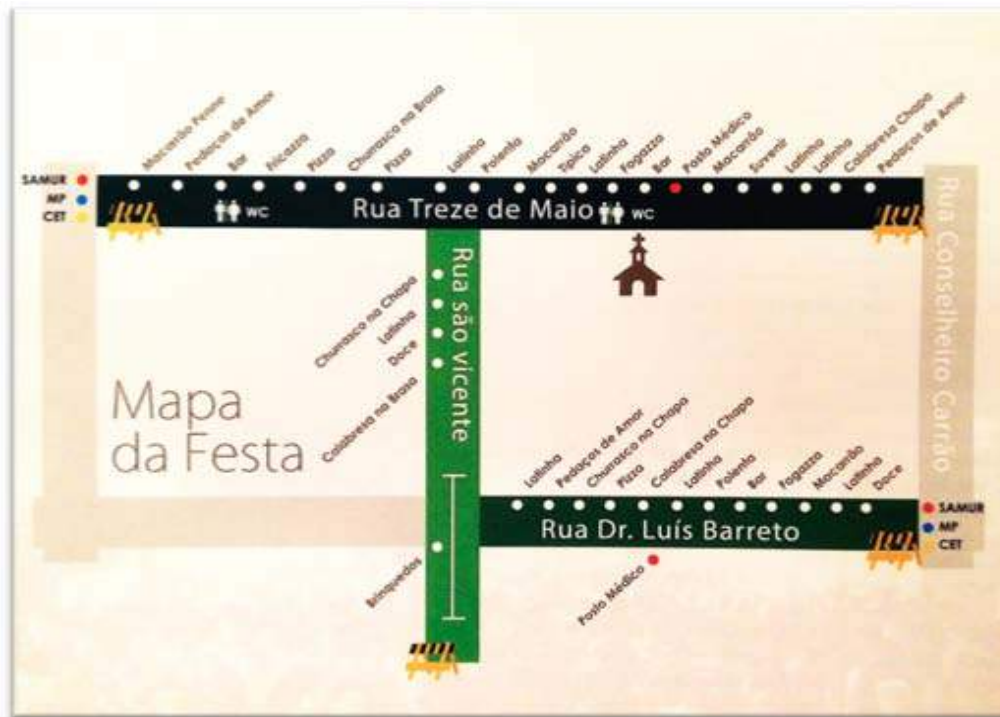 Macarrão Penne
Pedaços de Amor
Bar
Fricazza
Pizza
Churrasco na Brasa
Pizza
Latinha
Polenta
Macarrão
Tipica
Latinha
Fogazza
Bar
Posto Médico
Macarrão
Suvenir
Latinha
Latinha
Calabresa Chapa
Pedaços de Amor
SAMUR
MP
CET
WC
Rua Treze de Maio
WC
Rua são vicente
Rua Conselheiro Carrão
Churrasco na Chapa
Latinha
Doce
Calabresa na Brasa
Mapa
da Festa
Latinha
Pedaços de Amor
Churrasco na Chapa
Pizza
Calabresa na Chapa
Latinha
Polenta
Bar
Fogazza
Macarrão
Latinha
Doce
Rua Dr. Luís Barreto
SAMUR
MP
CET
Brinquedos
Posto Médico